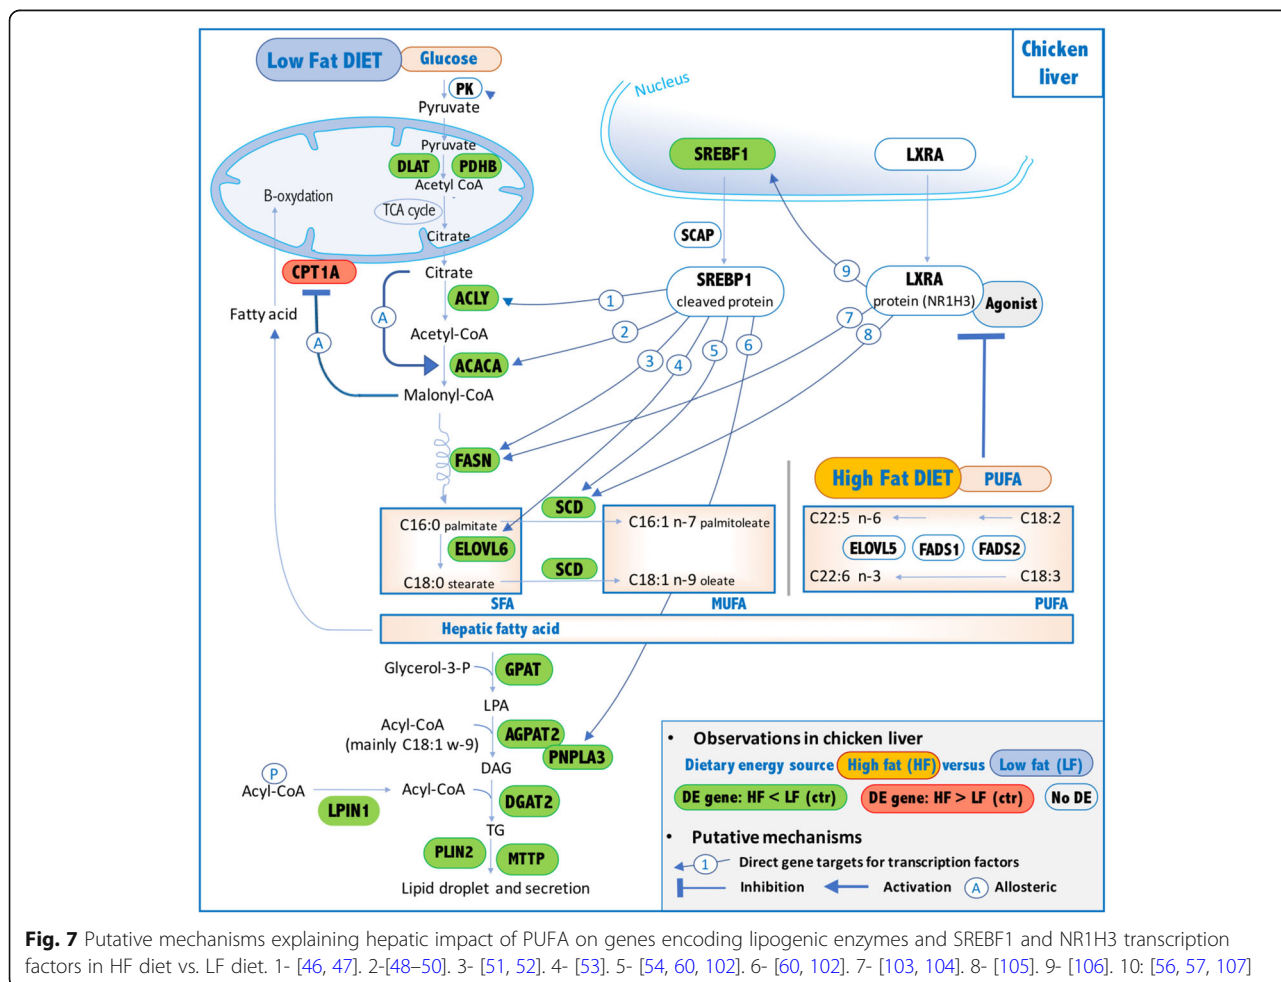 Low Fat DIET
Glucose
Chicken
liver
PK
Pyruvate
Nucleus
Pyruvate
DLAT
PDHB
Acetyl CoA
B-oxydation
TCA cycle
Citrate
SREBF1
LXRA
SCAP
CPT1A
Citrate
ACLY
SREBP1
cleaved protein
LXRA
protein (NR1H3)
Agonist
Fatty acid
A
A
Acetyl-CoA
ACACA
Malonyl-CoA
1
2
3
4
5
6
7
8
9
FASN
High Fat DIET
PUFA
SCD
C16:0 palmitate
C16:1 n-7 palmitoleate
ELOVL6
SCD
C18:0 stearate
C18:1 n-9 oleate
SFA
MUFA
C22:5 n-6
C18:2
ELOVL5
FADS1
FADS2
C22:6 n-3
C18:3
PUFA
Hepatic fatty acid
Glycerol-3-P
GPAT
LPA
Acyl-CoA
(mainly C18:1 w-9)
AGPAT2
PNPLA3
DAG
P
Acyl-CoA
LPIN1
Acyl-CoA
DGAT2
TG
PLIN2
MTTP
Lipid droplet and secretion
• Observations in chicken liver
Dietary energy source High fat (HF) versus Low fat (LF)
DE gene: HF < LF (ctr)
DE gene: HF > LF (ctr)
No DE
• Putative mechanisms
1 Direct gene targets for transcription factors
Inhibition
Activation
A Allosteric
Fig. 7 Putative mechanisms explaining hepatic impact of PUFA on genes encoding lipogenic enzymes and SREBF1 and NR1H3 transcription
factors in HF diet vs. LF diet. 1- [46, 47]. 2-[48–50]. 3- [51, 52]. 4- [53]. 5- [54, 60, 102]. 6- [60, 102]. 7- [103, 104]. 8- [105]. 9- [106]. 10: [56, 57, 107]